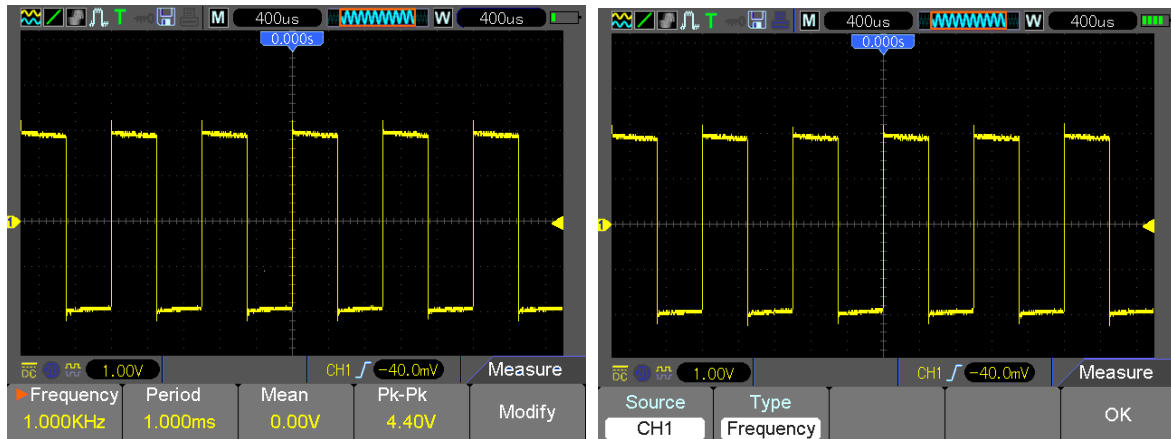 T M 400us W 400us
0.000s
1
DC 1.00V CH1 -40.0mV Measure
Frequency Period Mean Pk-Pk Modify
1.000KHz 1.000ms 0.00V 4.40V
T M 400us W 400us
0.000s
1
DC 1.00V CH1 -40.0mV Measure
Source Type OK
CH1 Frequency